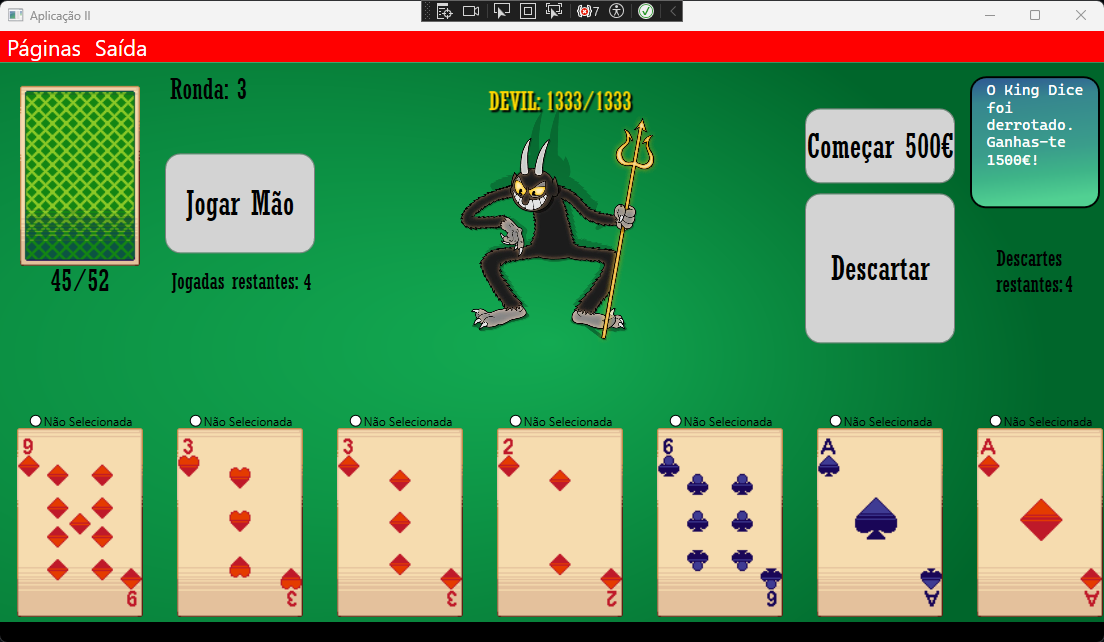 Aplicação II
7
Páginas Saída
Ronda: 3
DEVIL: 1333/1333
Começar 500€
O King Dice
foi
derrotado.
Ganhas-te
1500€!
Jogar Mão
Descartar
45/52
Jogadas restantes: 4
Descartes
restantes:4
Não Selecionada
Não Selecionada
Não Selecionada
Não Selecionada
Não Selecionada
Não Selecionada
Não Selecionada
9
3
3
2
6
A
A
9
3
3
2
6
A
A